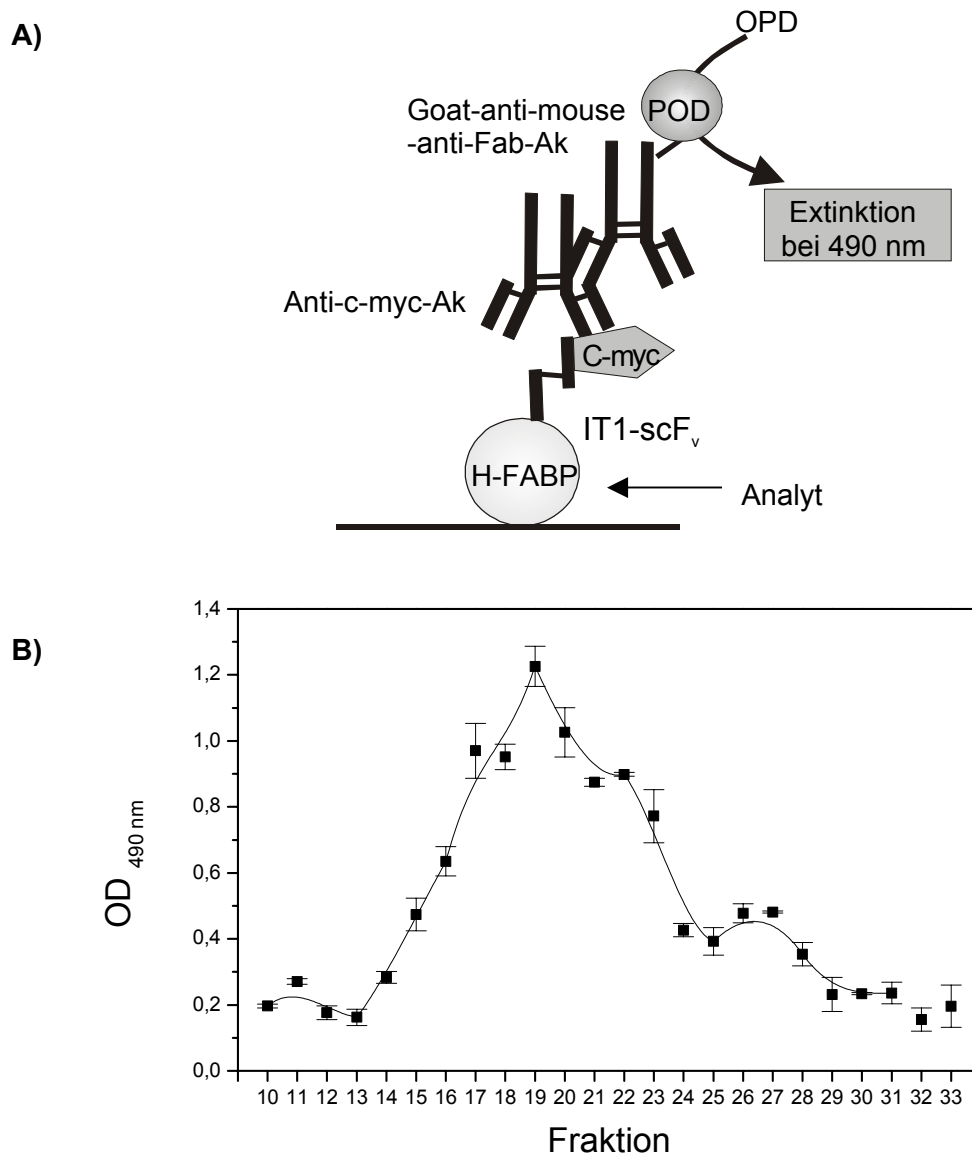 A)
OPD
POD
Goat-anti-mouse
-anti-Fab-Ak
Extinktion
bei 490 nm
Anti-c-myc-Ak
C-myc
IT1-scFv
H-FABP
Analyt
B)
1,4
1,2
1,0
0,8
0,6
0,4
0,2
0,0
OD 490 nm
10 11 12 13 14 15 16 17 18 19 20 21 22 23 24 25 26 27 28 29 30 31 32 33
Fraktion